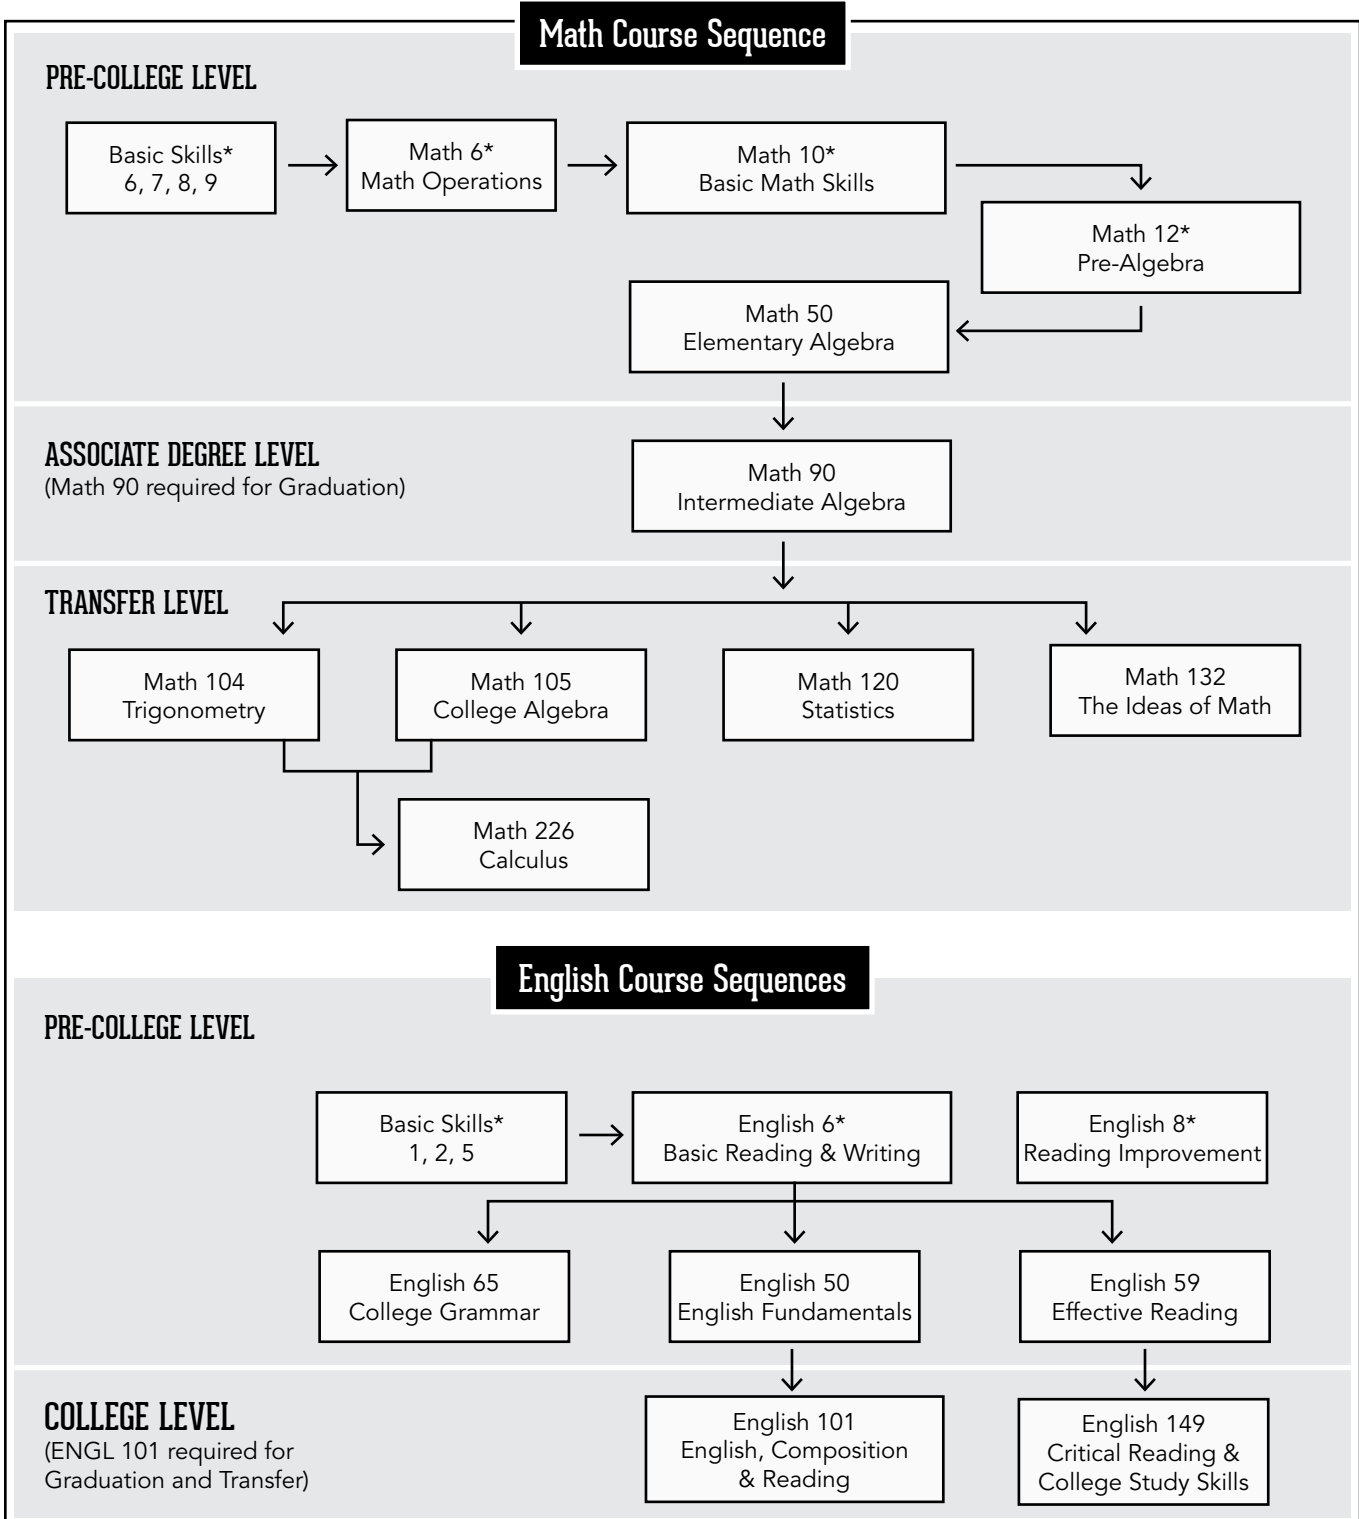 Math Course Sequence
PRE-COLLEGE LEVEL
Basic Skills*
6, 7, 8, 9
Math 6*
Math Operations
Math 10*
Basic Math Skills
Math 12*
Pre-Algebra
Math 50
Elementary Algebra
ASSOCIATE DEGREE LEVEL
(Math 90 required for Graduation)
Math 90
Intermediate Algebra
TRANSFER LEVEL
Math 104
Trigonometry
Math 105
College Algebra
Math 120
Statistics
Math 132
The Ideas of Math
Math 226
Calculus
English Course Sequences
PRE-COLLEGE LEVEL
Basic Skills*
1, 2, 5
English 6*
Basic Reading & Writing
English 8*
Reading Improvement
English 65
College Grammar
English 50
English Fundamentals
English 59
Effective Reading
COLLEGE LEVEL
(ENGL 101 required for
Graduation and Transfer)
English 101
English, Composition
& Reading
English 149
Critical Reading &
College Study Skills